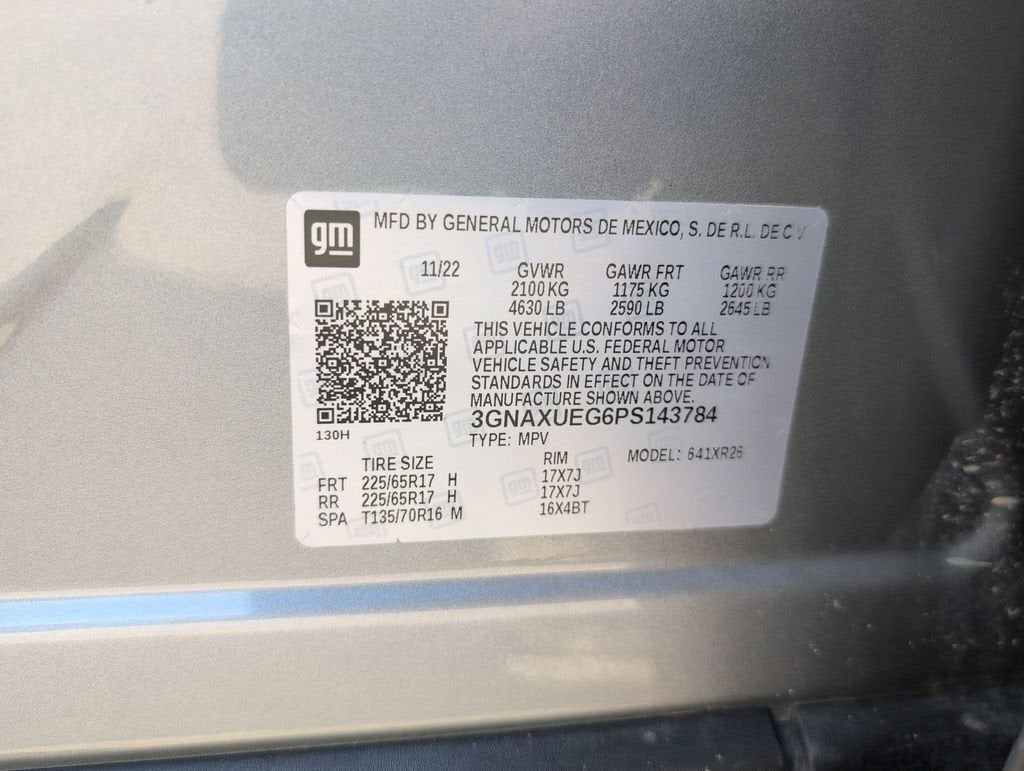 gm
MFD BY GENERAL MOTORS DE MEXICO, S. DE R.L. DE C V
11/22 GVWR GAWR FRT GAWR RR
2100 KG 1175 KG 1200 KG
4630 LB 2590 LB 2645 LB
THIS VEHICLE CONFORMS TO ALL
APPLICABLE U.S. FEDERAL MOTOR
VEHICLE SAFETY AND THEFT PREVENTION
STANDARDS IN EFFECT ON THE DATE OF
MANUFACTURE SHOWN ABOVE.
3GNAXUEG6PS143784
130H
TYPE: MPV
MODEL: 641XR26
TIRE SIZE RIM
FRT 225/65R17 H 17X7J
RR 225/65R17 H 17X7J
SPA T135/70R16 M 16X4BT